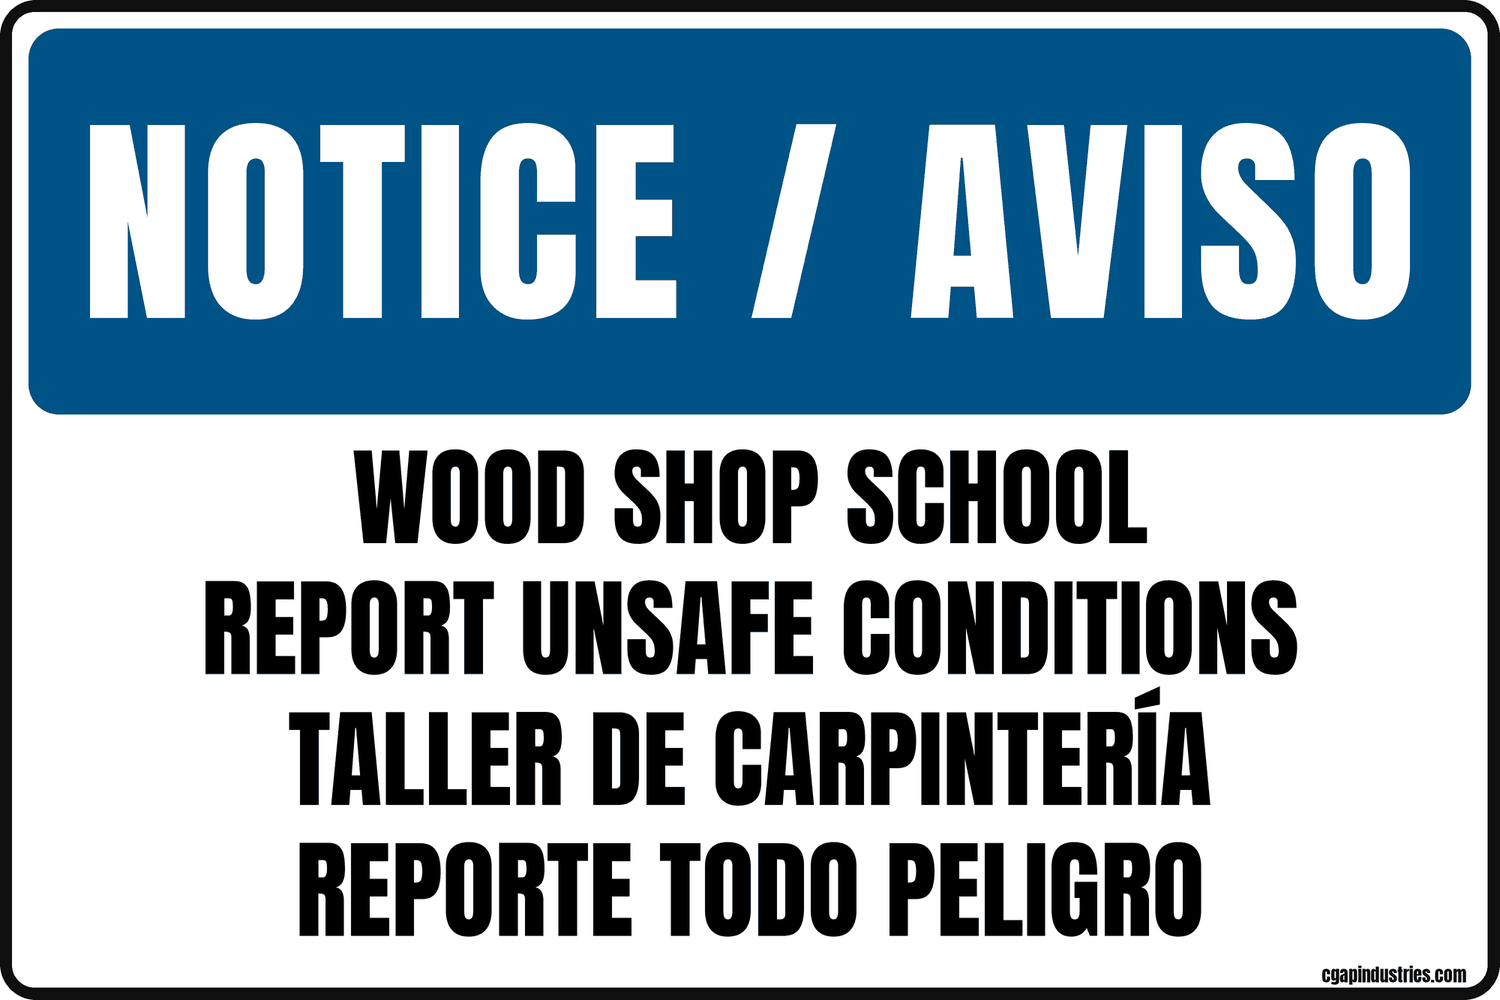 NOTICE / AVISO
WOOD SHOP SCHOOL
REPORT UNSAFE CONDITIONS
TALLER DE CARPINTERÍA
REPORTE TODO PELIGRO
cgapindustries.com